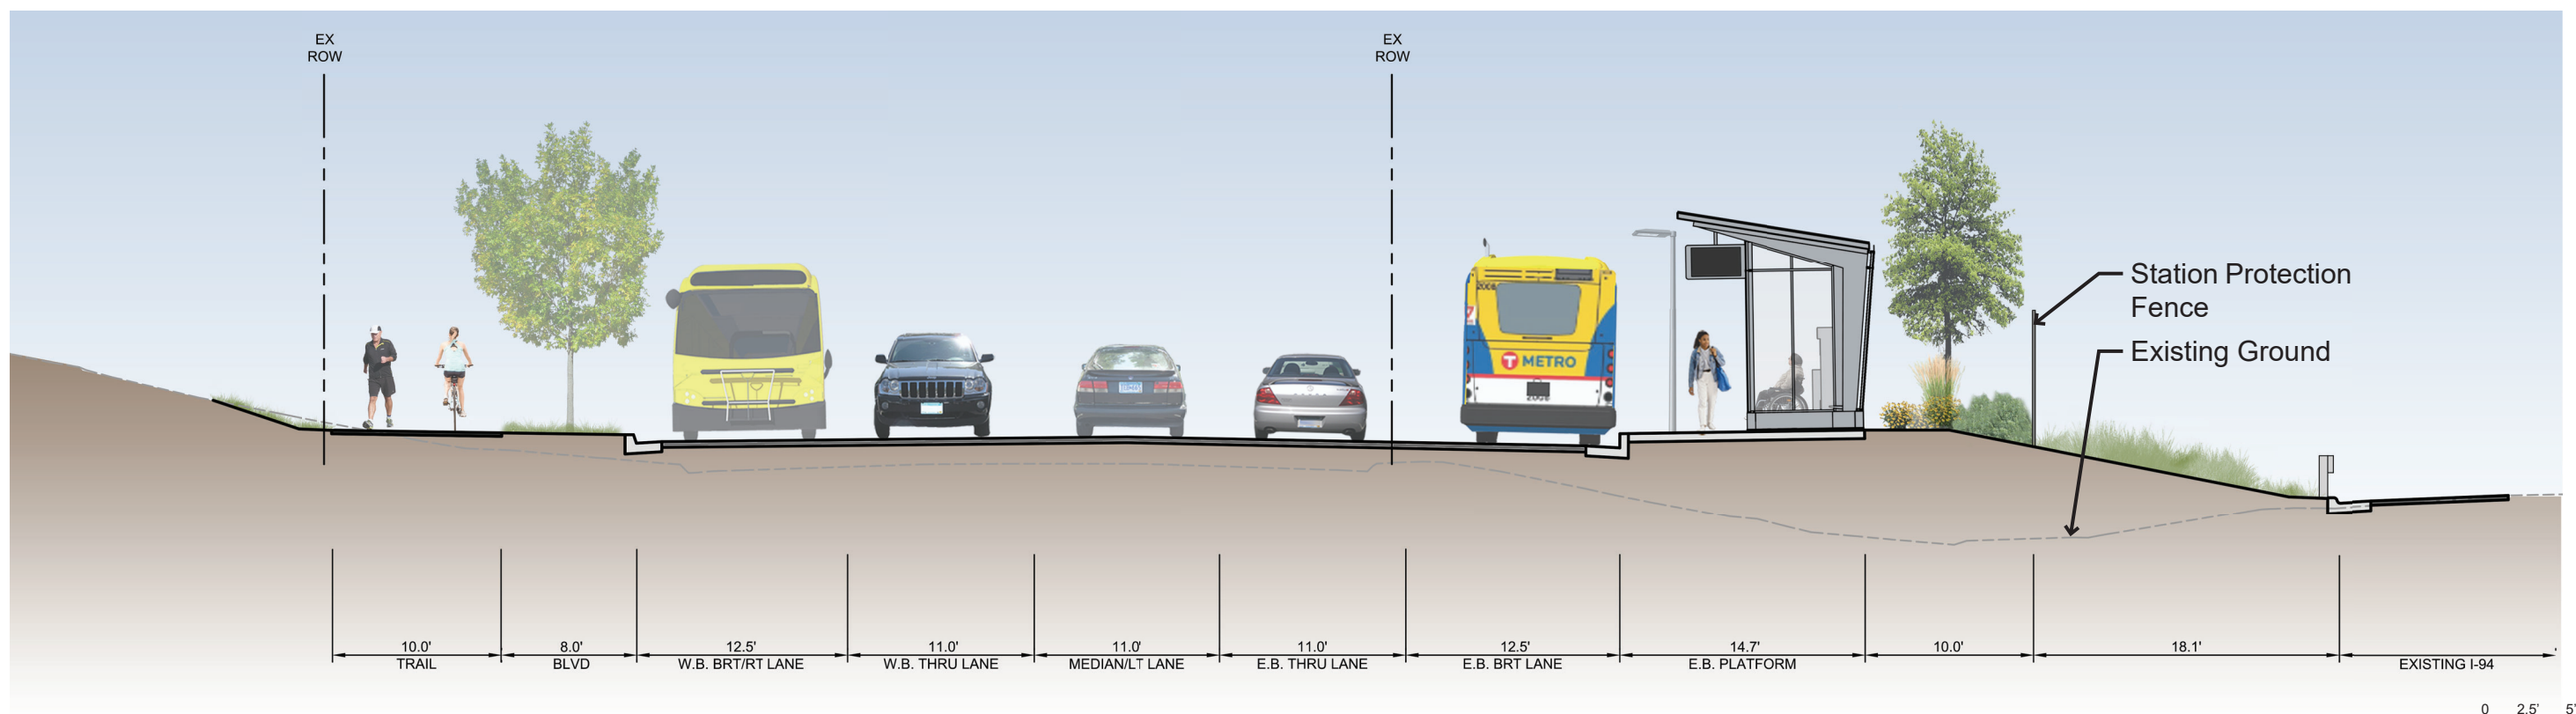 EX
ROW
EX
ROW
Station Protection
Fence
Existing Ground
METRO
10.0'
TRAIL
8.0'
BLVD
12.5'
W.B. BRT/RT LANE
11.0'
W.B. THRU LANE
11.0'
MEDIAN/LT LANE
11.0'
E.B. THRU LANE
12.5'
E.B. BRT LANE
14.7'
E.B. PLATFORM
10.0'
18.1'
EXISTING I-94
0 2.5' 5'